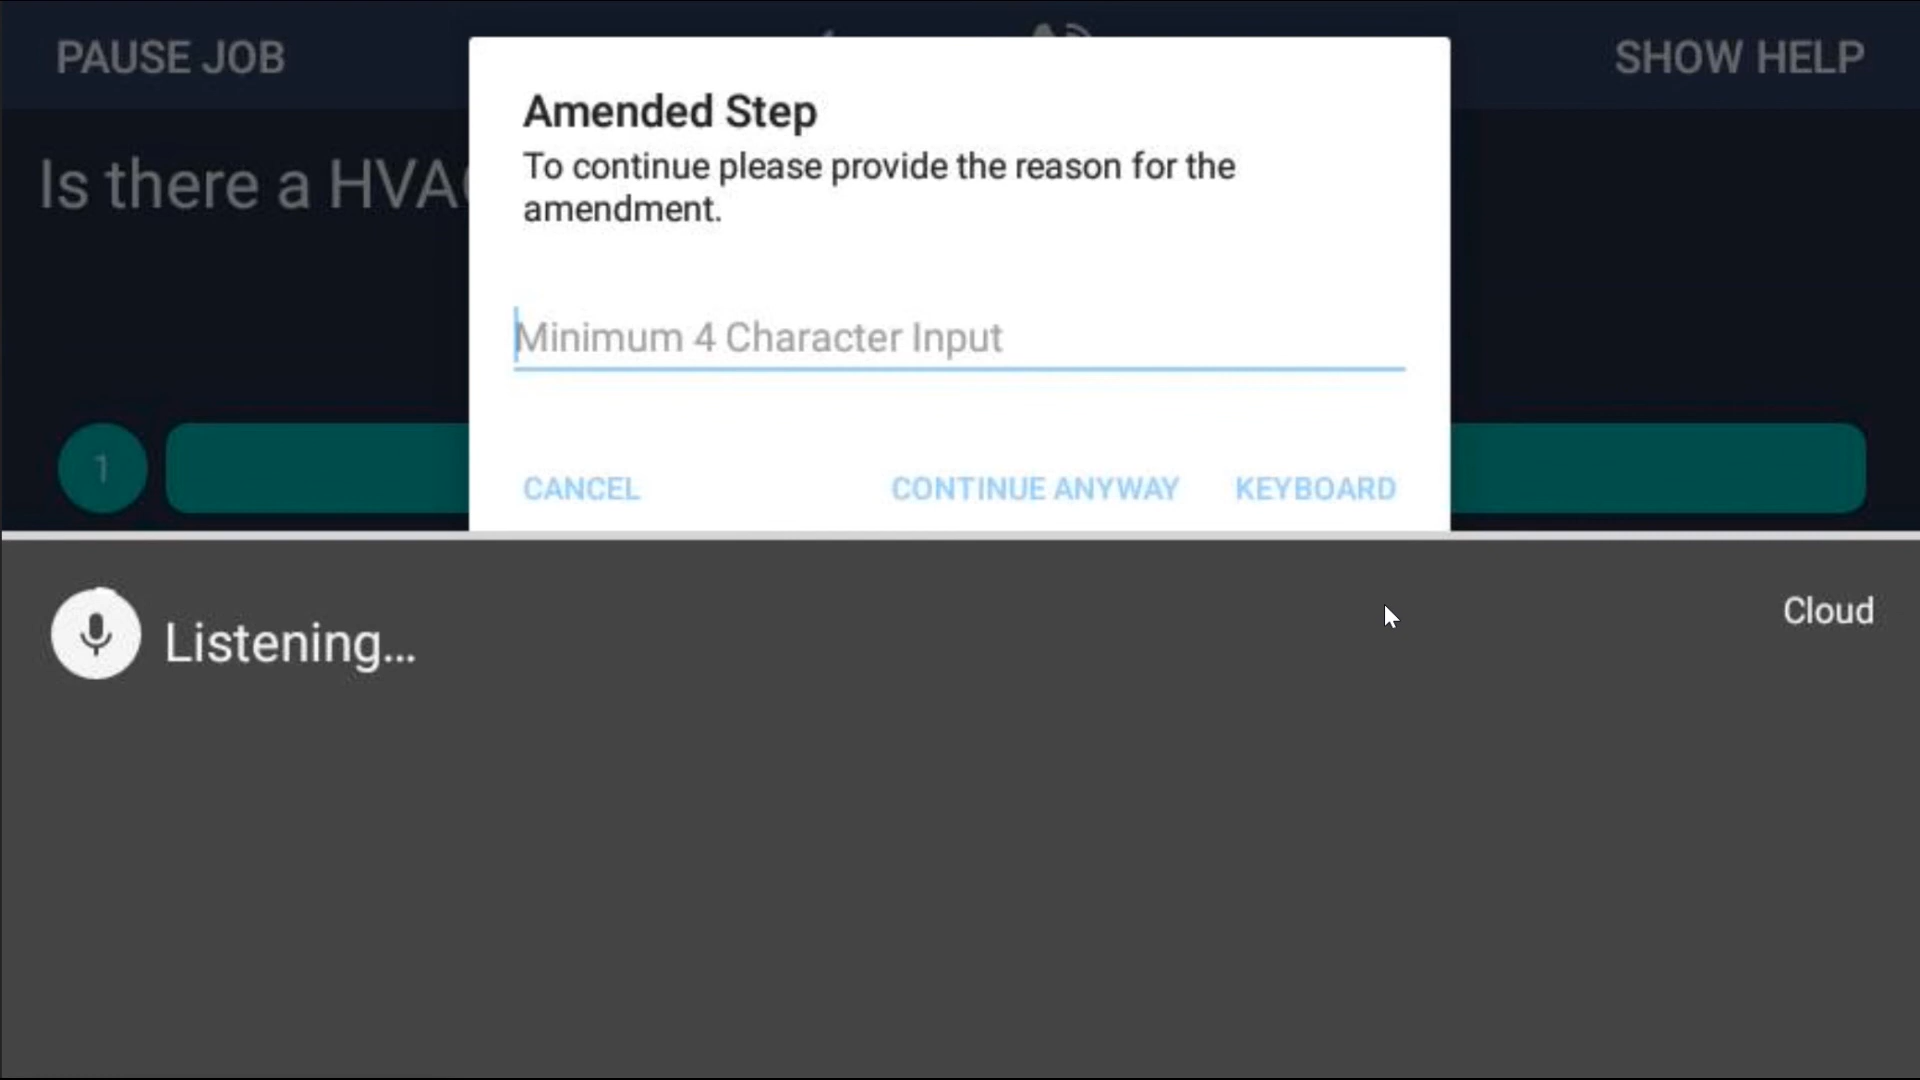 PAUSE JOB
SHOW HELP
Amended Step
To continue please provide the reason for the
amendment.
Is there a
Minimum 4 Character Input
1
CANCEL
CONTINUE ANYWAY
KEYBOARD
Listening...
Cloud